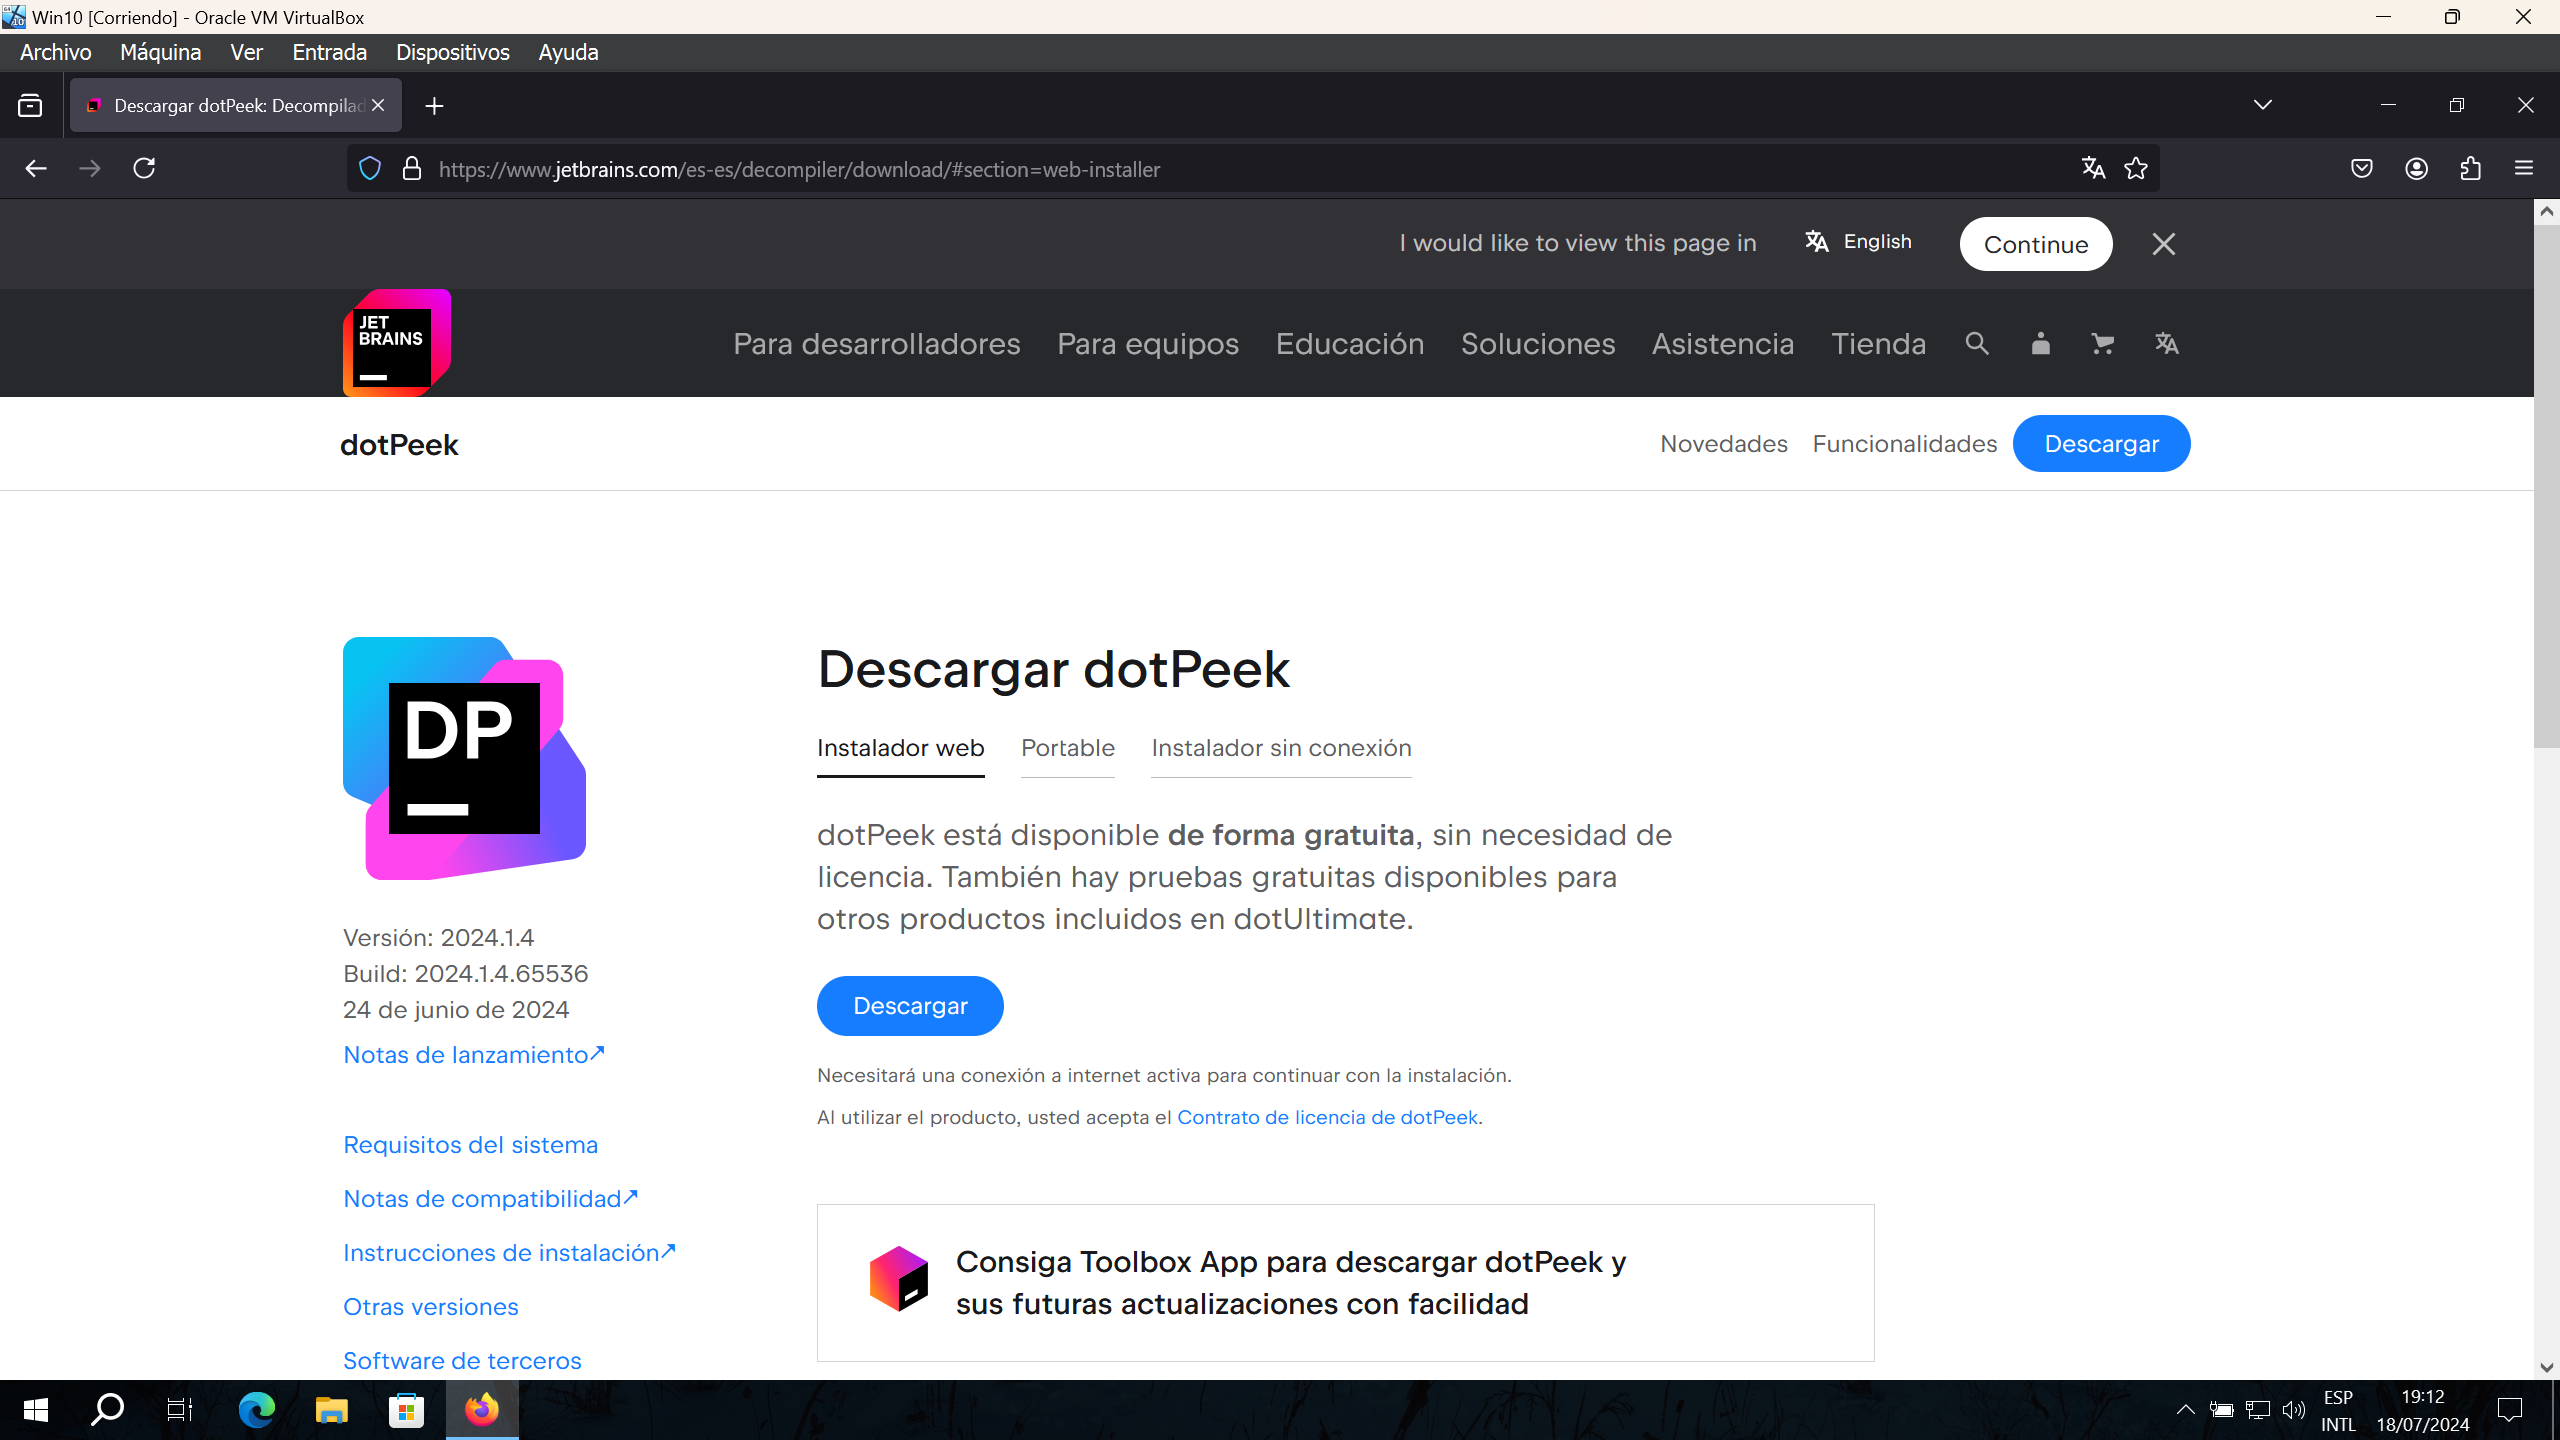 Win10 [Corriendo] - Oracle VM VirtualBox
Archivo Máquina Ver Entrada Dispositivos Ayuda
Descargar dotPeek: Decompilad
https://www.jetbrains.com/es-es/decompiler/download/#section=web-installer
I would like to view this page in English Continue
JET
BRAINS
Para desarrolladores Para equipos Educación Soluciones Asistencia Tienda
dotPeek
Novedades Funcionalidades Descargar
DP
Versión: 2024.1.4
Build: 2024.1.4.65536
24 de junio de 2024
Notas de lanzamiento
Requisitos del sistema
Notas de compatibilidad
Instrucciones de instalación
Otras versiones
Software de terceros
Descargar dotPeek
Instalador web Portable Instalador sin conexión
dotPeek está disponible de forma gratuita, sin necesidad de
licencia. También hay pruebas gratuitas disponibles para
otros productos incluidos en dotUltimate.
Descargar
Necesitará una conexión a internet activa para continuar con la instalación.
Al utilizar el producto, usted acepta el Contrato de licencia de dotPeek.
Consiga Toolbox App para descargar dotPeek y
sus futuras actualizaciones con facilidad
ESP
INTL
19:12
18/07/2024